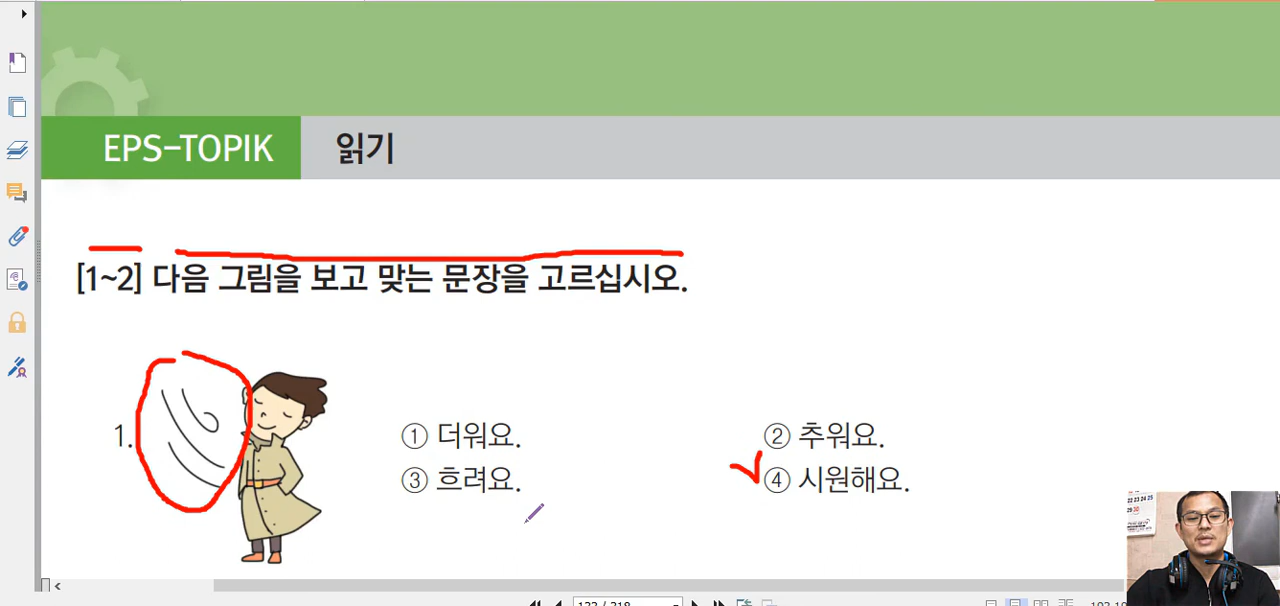 EPS-TOPIK 읽기
[1~2] 다음 그림을 보고 맞는 문장을 고르십시오.
1.
① 더워요. ② 추워요.
③ 흐려요. ④ 시원해요.